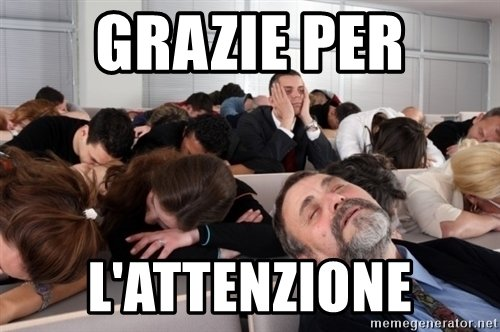 GRAZIE PER
L'ATTENZIONE
memegenerator.net